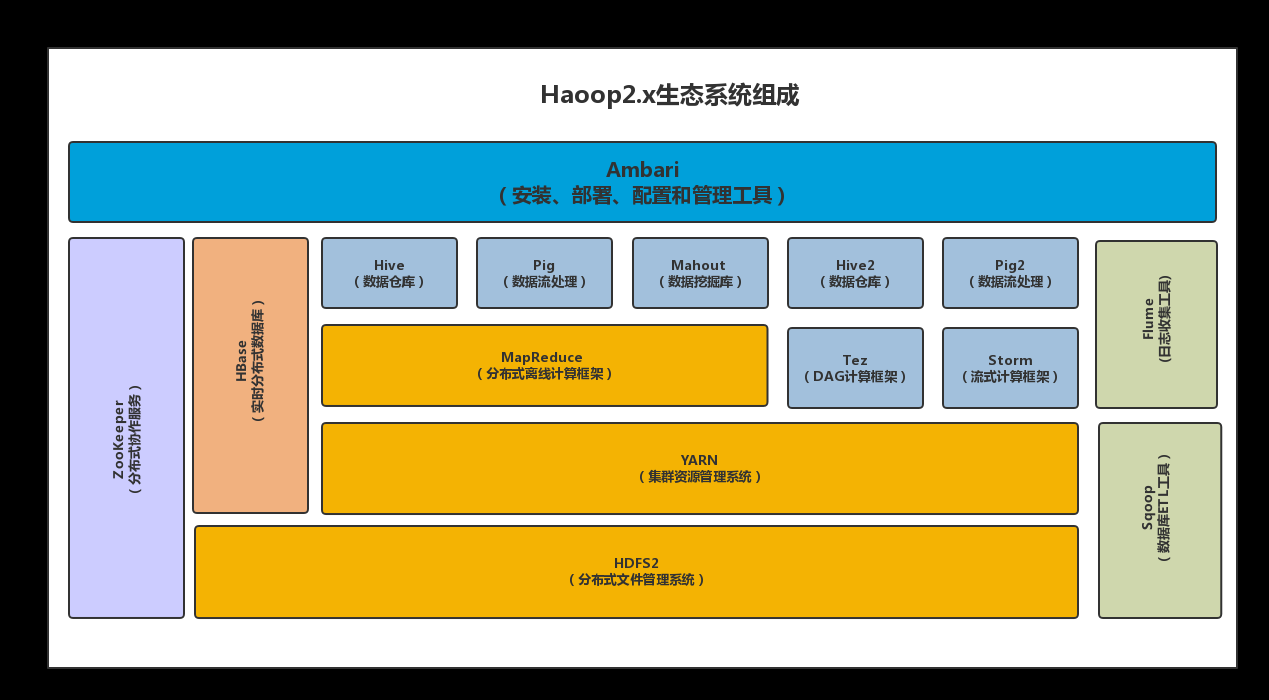 Haoop2.x生态系统组成
Ambari
（安装、部署、配置和管理工具）
ZooKeeper
（分布式协作服务）
HBase
（实时分布式数据库）
Hive
（数据仓库）
Pig
（数据流处理）
Mahout
（数据挖掘库）
Hive2
（数据仓库）
Pig2
（数据流处理）
Flume
(日志收集工具)
MapReduce
（分布式离线计算框架）
Tez
（DAG计算框架）
Storm
（流式计算框架）
YARN
（集群资源管理系统）
Sqoop
（数据库ETL工具）
HDFS2
（分布式文件管理系统）